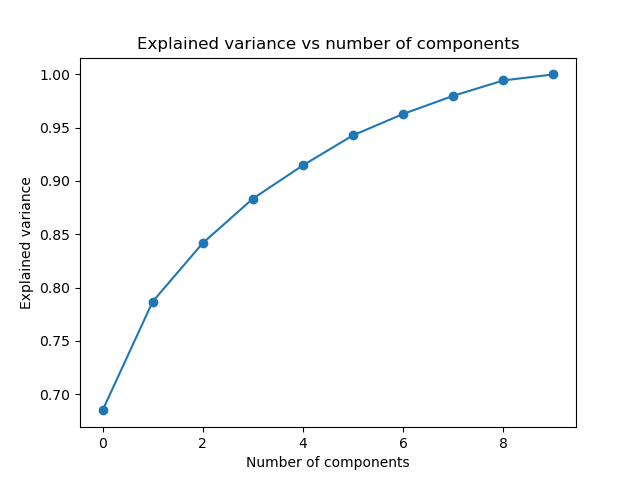 Explained variance vs number of components
1.00
0.95
0.90
0.85
0.80
0.75
0.70
Explained variance
0 2 4 6 8
Number of components